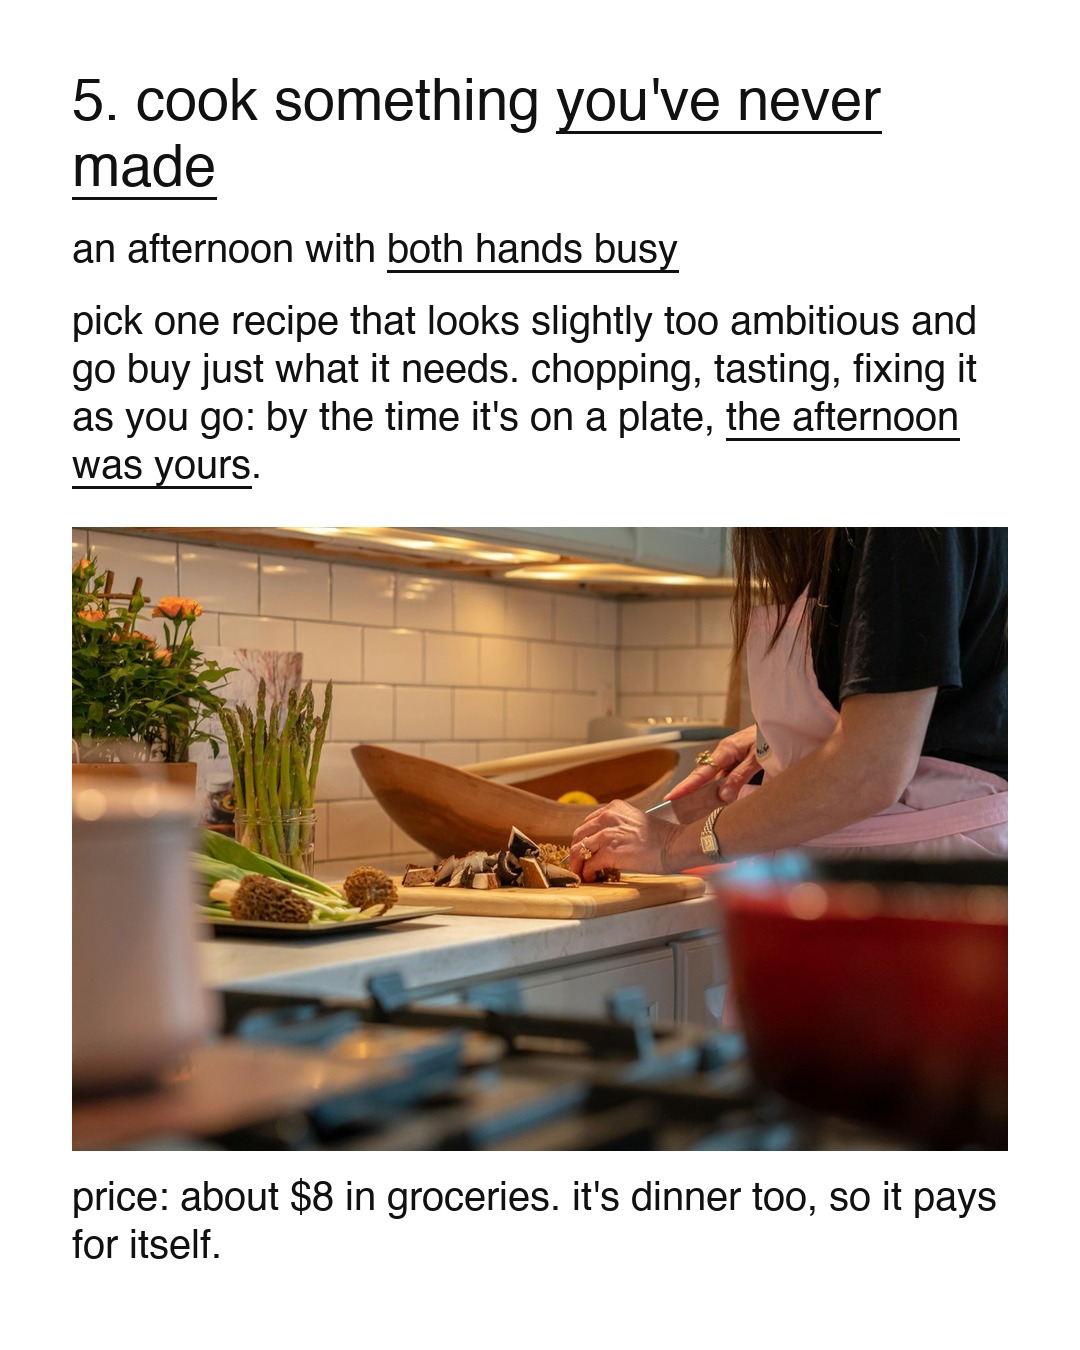 5. cook something you've never
made
an afternoon with both hands busy
pick one recipe that looks slightly too ambitious and
go buy just what it needs. chopping, tasting, fixing it
as you go: by the time it's on a plate, the afternoon
was yours.
price: about $8 in groceries. it's dinner too, so it pays
for itself.